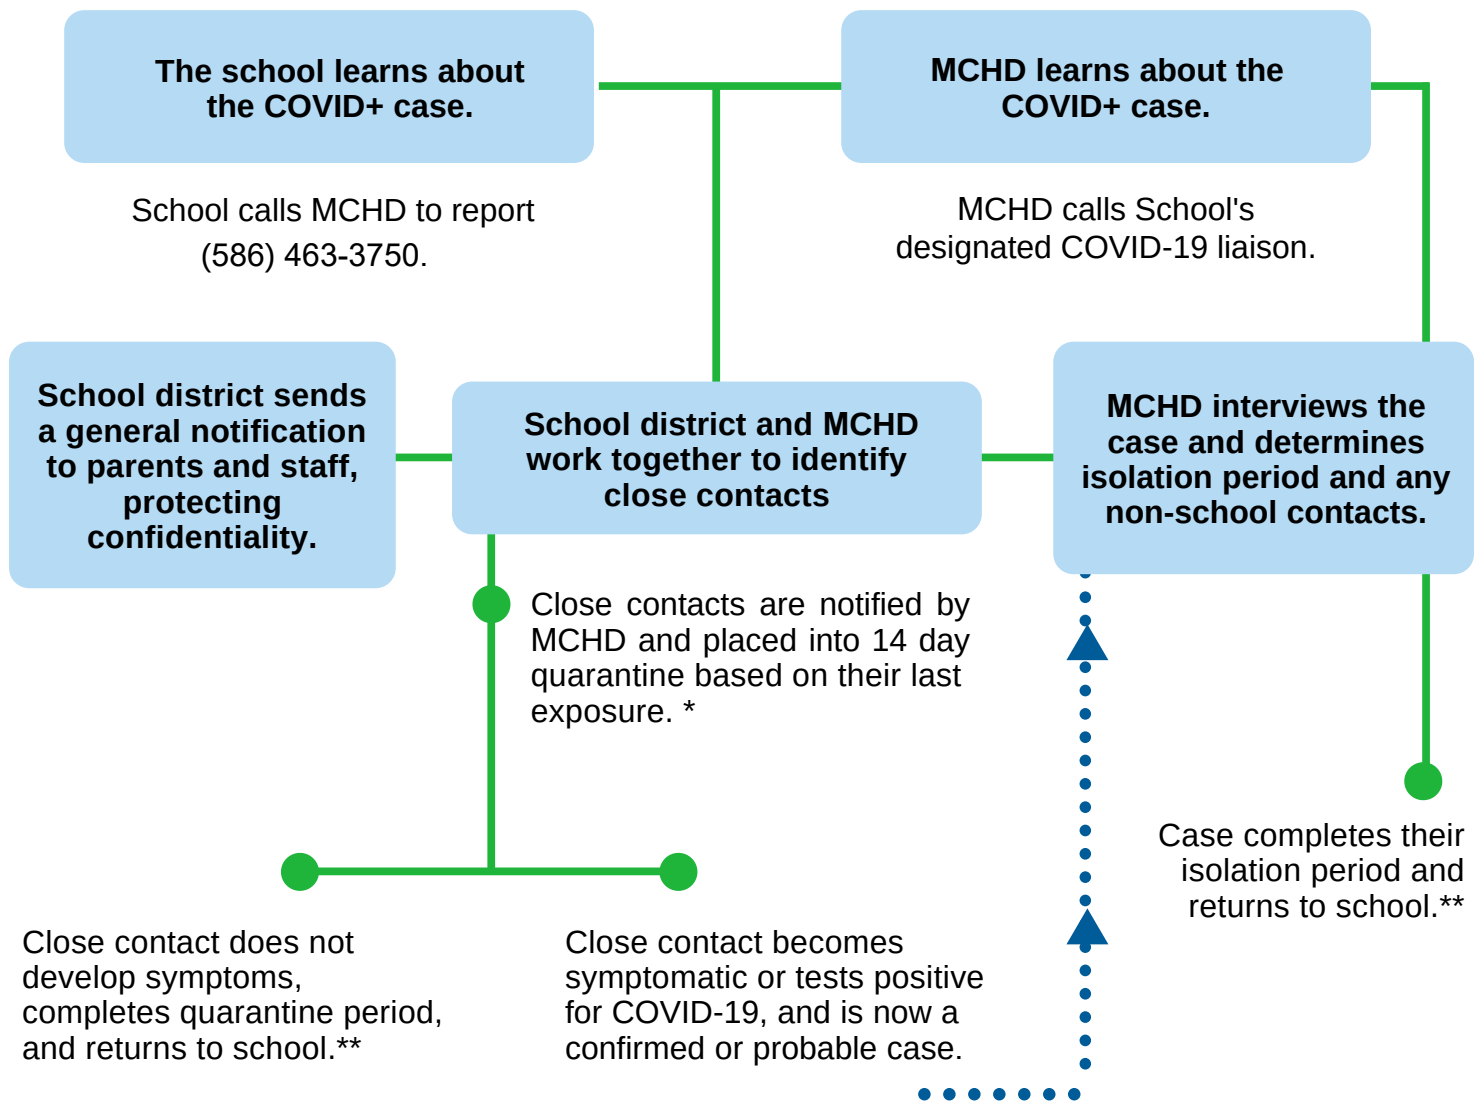 The school learns about
the COVID+ case.
MCHD learns about the
COVID+ case.
School calls MCHD to report
(586) 463-3750.
MCHD calls School's
designated COVID-19 liaison.
School district sends
a general notification
to parents and staff,
protecting
confidentiality.
School district and MCHD
work together to identify
close contacts
MCHD interviews the
case and determines
isolation period and any
non-school contacts.
Close contacts are notified by
MCHD and placed into 14 day
quarantine based on their last
exposure. *
Case completes their
isolation period and
returns to school.**
Close contact does not
develop symptoms,
completes quarantine period,
and returns to school.**
Close contact becomes
symptomatic or tests positive
for COVID-19, and is now a
confirmed or probable case.